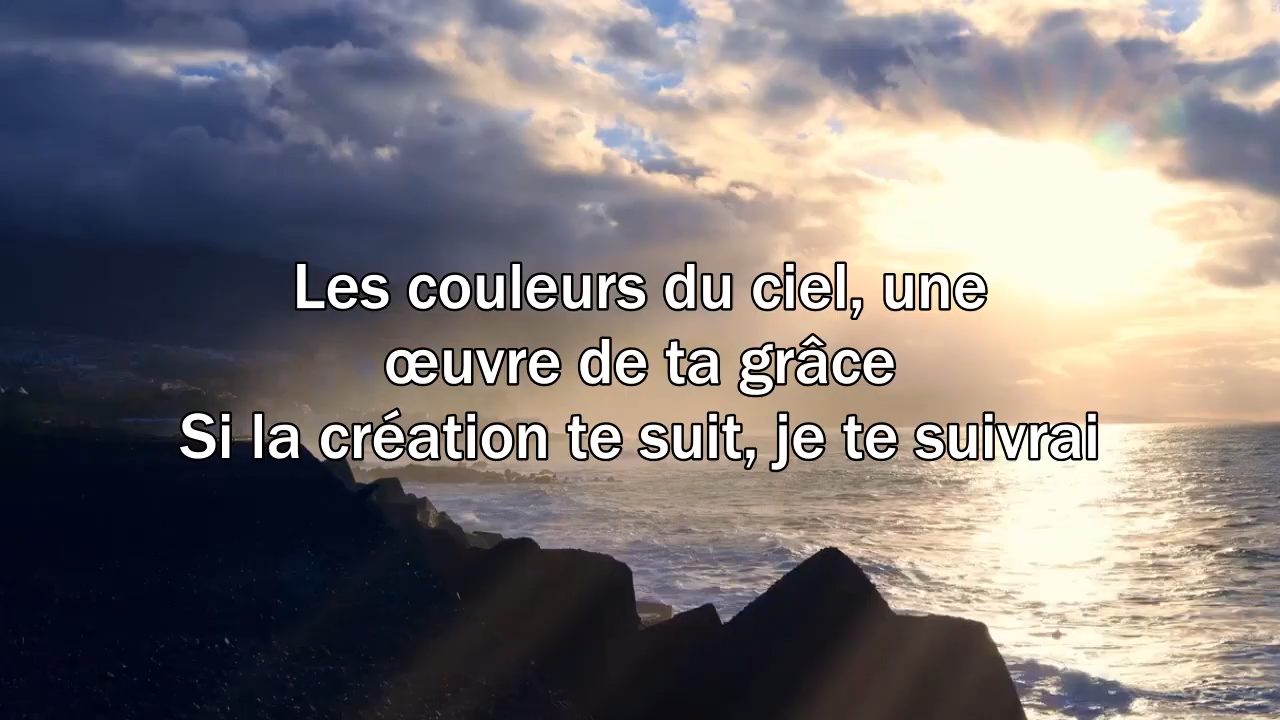 Les couleurs du ciel, une
œuvre de ta grâce
Si la création te suit, je te suivrai